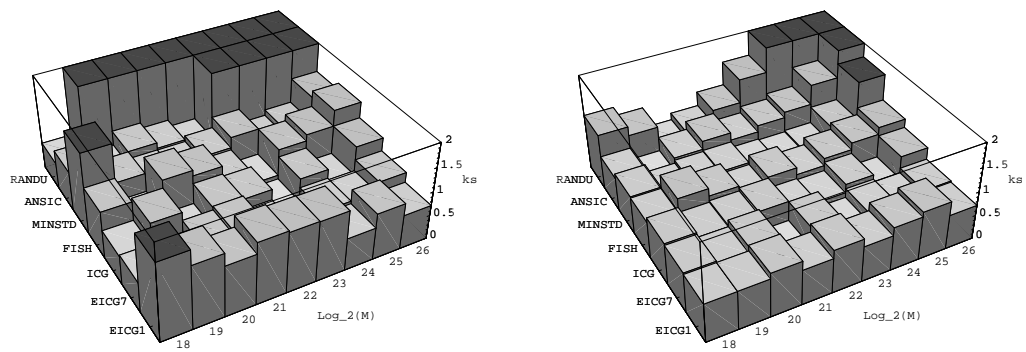 2
1.5
ks
1
0.5
0
RANDU
ANSIC
MINSTD
FISH
ICG
EICG7
EICG1
18
19
20
21
22
23
24
25
26
Log_2(M)
2
1.5
ks
1
0.5
0
RANDU
ANSIC
MINSTD
FISH
ICG
EICG7
EICG1
18
19
20
21
22
23
24
25
26
Log_2(M)